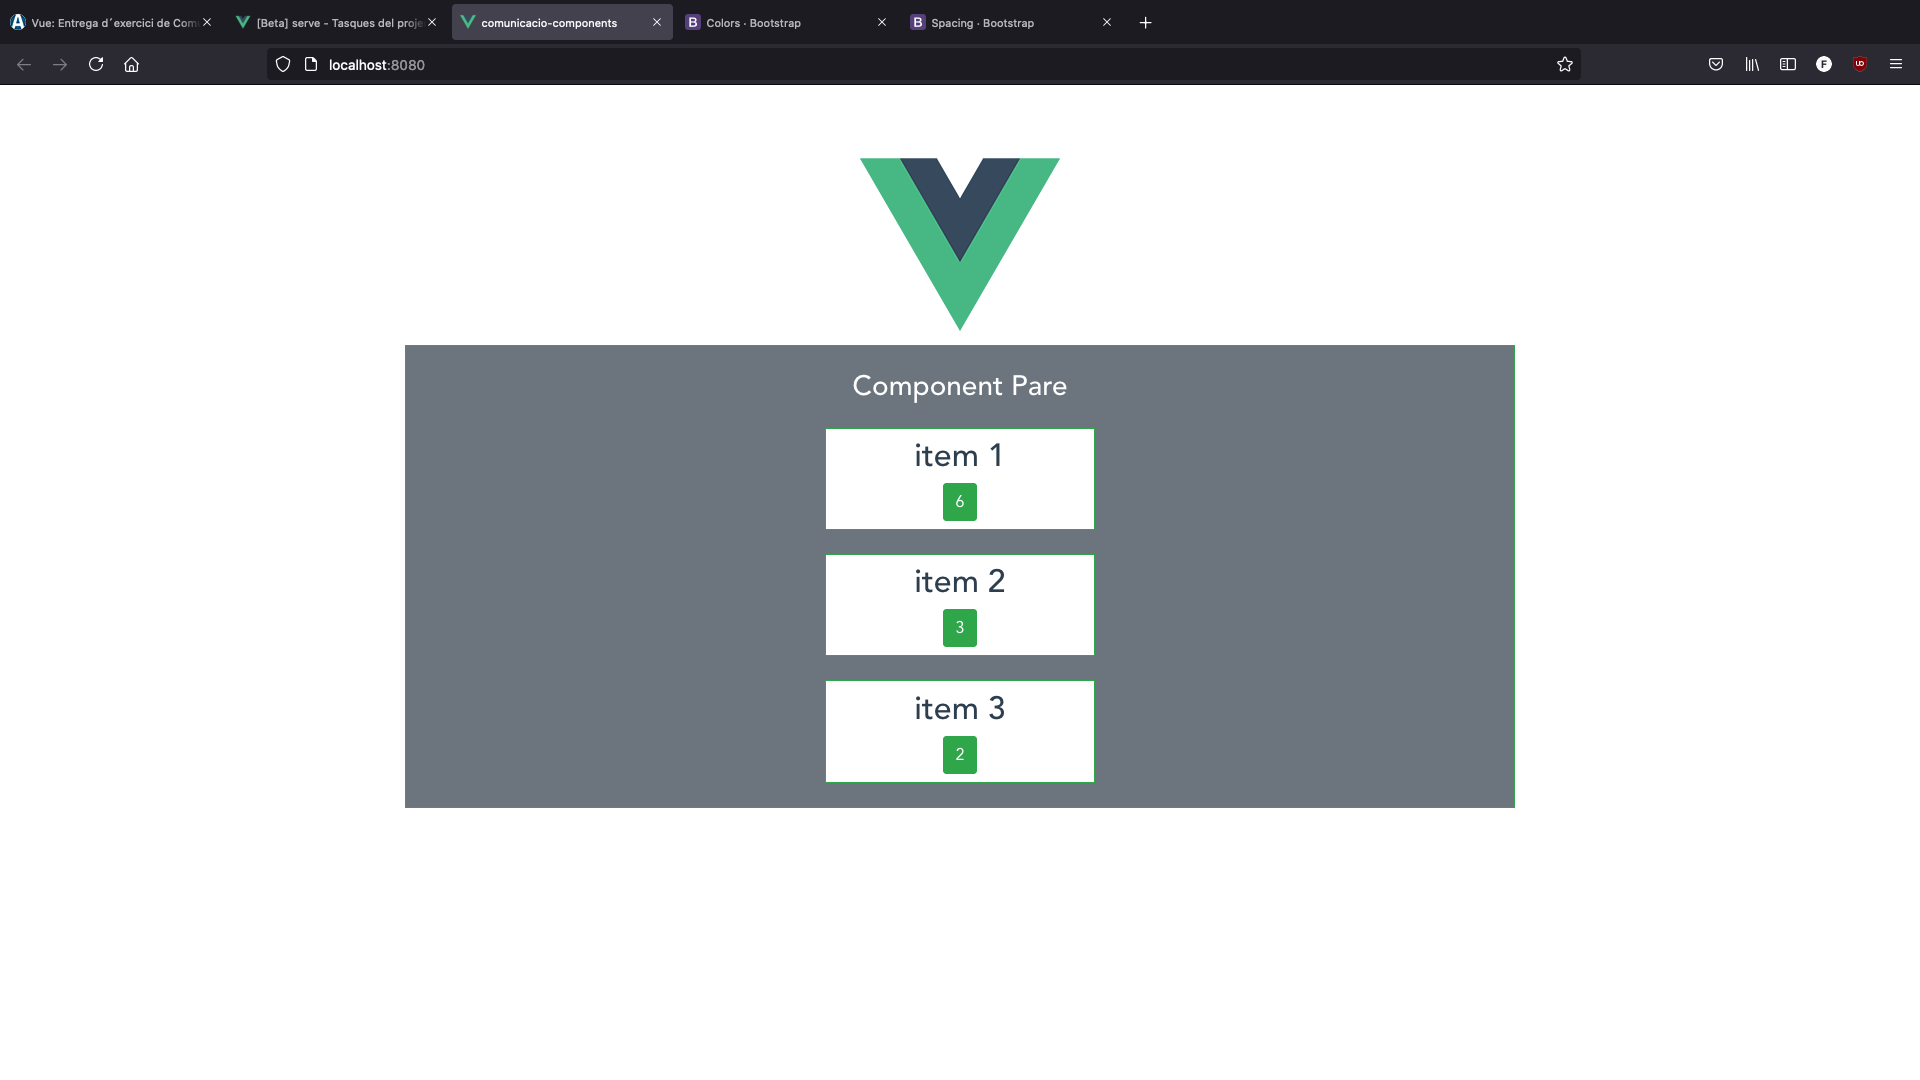 Vue: Entrega d´exercici de Com
[Beta] serve - Tasques del proje
comunicacio-components
B Colors · Bootstrap
B Spacing · Bootstrap
localhost:8080
F
Component Pare
item 1
6
item 2
3
item 3
2